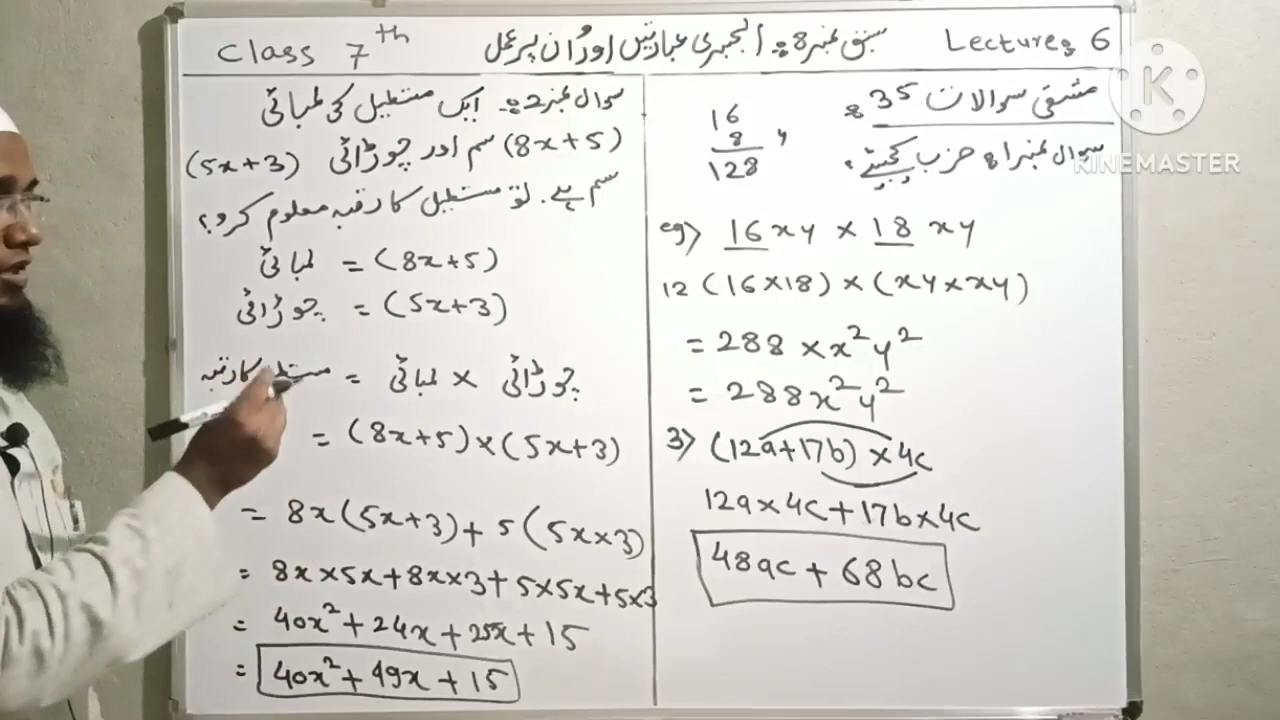 Class 7th سبق نمبر 8:۔ الجبری عبارتیں اور اُن پر عمل Lecture: 6
مشقی سوالات 35 :
سوال نمبر 1: ضرب کیجئے؛
16
8 ,
128
eg) 16xy × 18 xy
12 (16×18) × (xy×xy)
= 288 × x²y²
= 288x²y²
3) (12a+17b) × 4c
12a×4c+17b×4c
48ac + 68bc
سوال نمبر 2:۔ ایک مستطیل کی لمبائی
(8x+5) سم اور چوڑائی (5x+3)
سم ہے۔ تو مستطیل کا رقبہ معلوم کرو؟
لمبائی = (8x+5)
چوڑائی = (5x+3)
مستطیل کا رقبہ = لمبائی × چوڑائی
= (8x+5)×(5x+3)
= 8x(5x+3)+ 5(5x×3)
= 8x×5x+8x×3+5×5x+5×3
= 40x²+24x+25x+15
= 40x²+49x+15
K
KINEMASTER